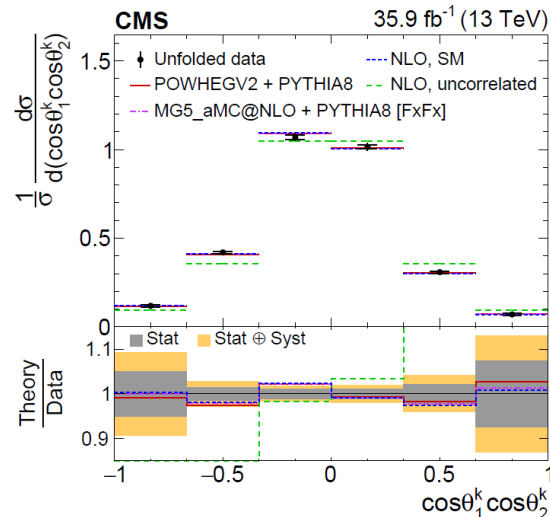 CMS 35.9 fb⁻¹ (13 TeV)
Unfolded data
POWHEGV2 + PYTHIA8
MG5_aMC@NLO + PYTHIA8 [FxFx]
NLO, SM
NLO, uncorrelated
1/σ dσ/d(cosθ₁ᵏcosθ₂ᵏ)
1.5
1
0.5
0
Stat
Stat ⊕ Syst
Theory/Data
1.1
1
0.9
−1 −0.5 0 0.5 1
cosθ₁ᵏ cosθ₂ᵏ